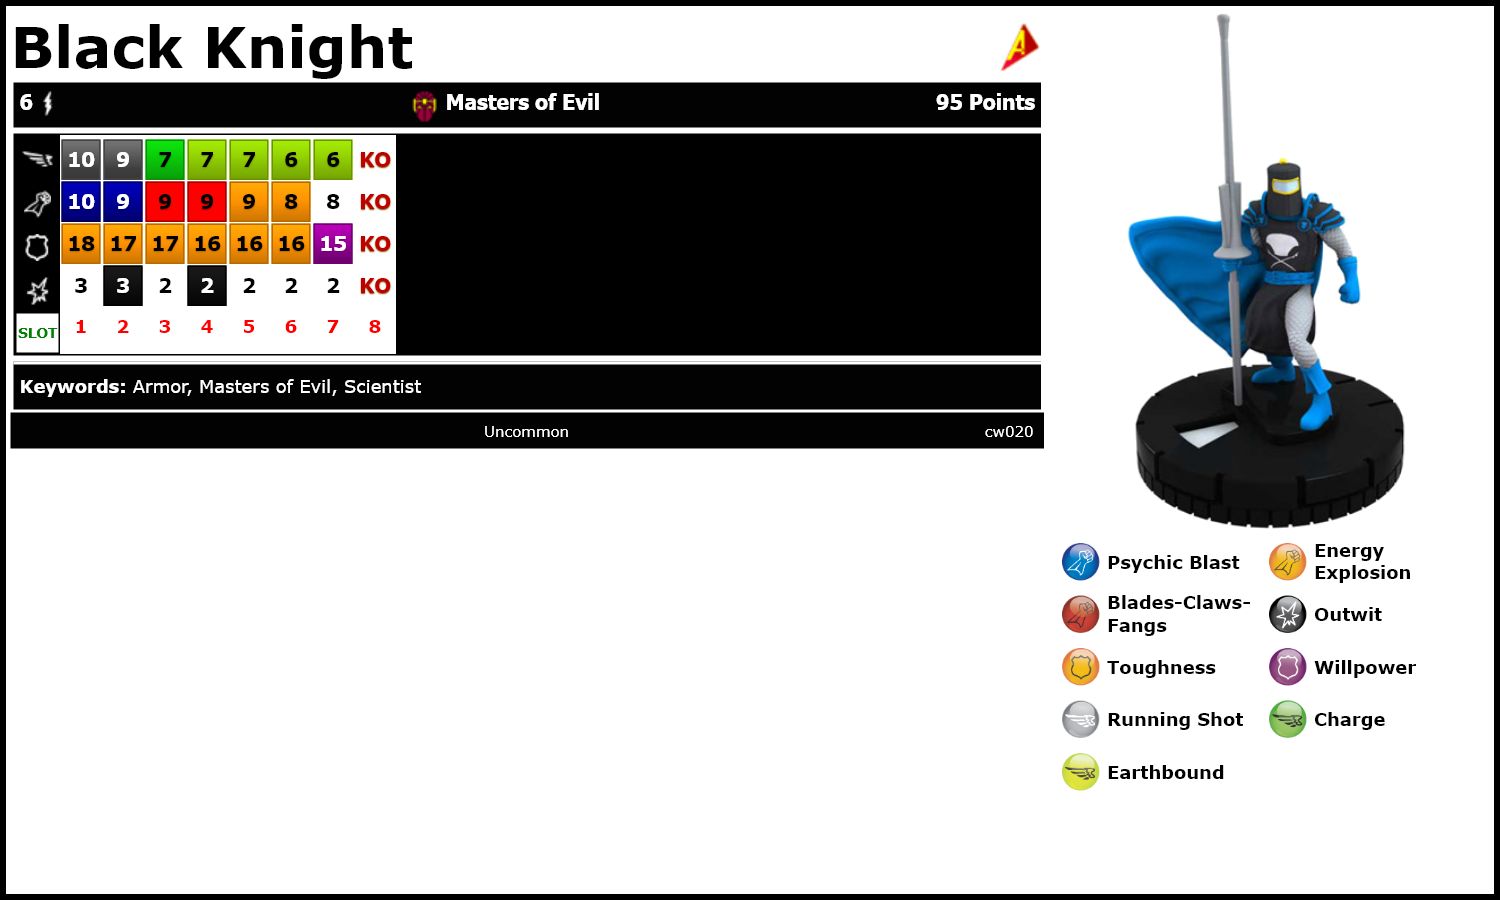 Black Knight
A
6 Masters of Evil 95 Points
10 9 7 7 7 6 6 KO
10 9 9 9 9 8 8 KO
18 17 17 16 16 16 15 KO
3 3 2 2 2 2 2 KO
SLOT 1 2 3 4 5 6 7 8
Keywords: Armor, Masters of Evil, Scientist
Uncommon cw020
Psychic Blast
Energy
Explosion
Blades-Claws-
Fangs
Outwit
Toughness
Willpower
Running Shot
Charge
Earthbound